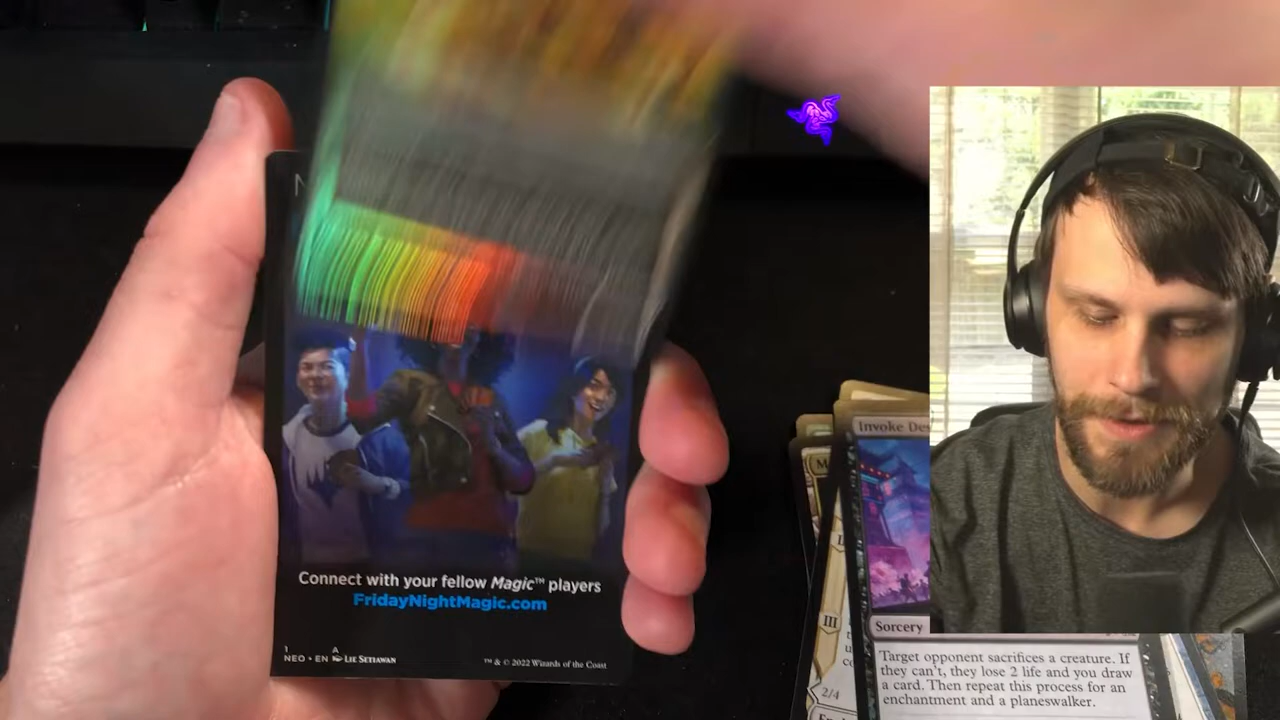 N
Connect with your fellow Magic™ players
FridayNightMagic.com
1 A
NEO • EN LIE SETIAWAN
™ & © 2022 Wizards of the Coast
Invoke
M
III
2/4
Sorcery
Target opponent sacrifices a creature. If
they can't, they lose 2 life and you draw
a card. Then repeat this process for an
enchantment and a planeswalker.